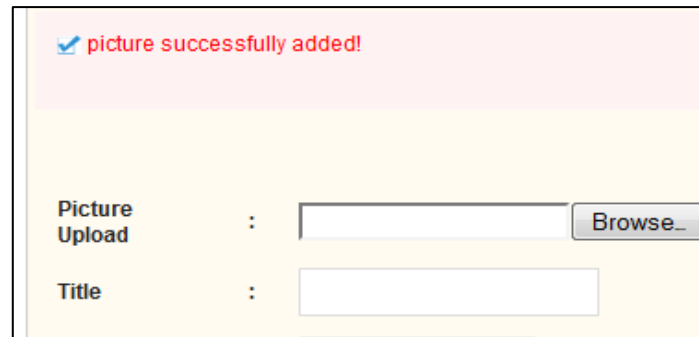 picture successfully added!
Picture
Upload
:
Browse...
Title
: